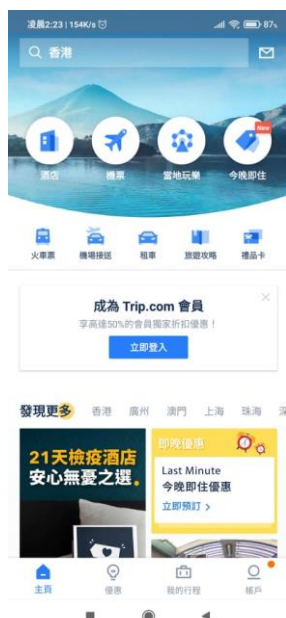 凌晨2:23 | 154K/s
87%
香港
New
酒店 機票 當地玩樂 今晚即住
火車票 機場接送 租車 旅遊攻略 禮品卡
成為 Trip.com 會員
享高達50%的會員獨家折扣優惠！
立即登入
發現更多 香港 廣州 澳門 上海 珠海 深
21天檢疫酒店
安心無憂之選。
即晚優惠
Last Minute
今晚即住優惠
立即預訂 >
主頁 優惠 我的行程 帳戶